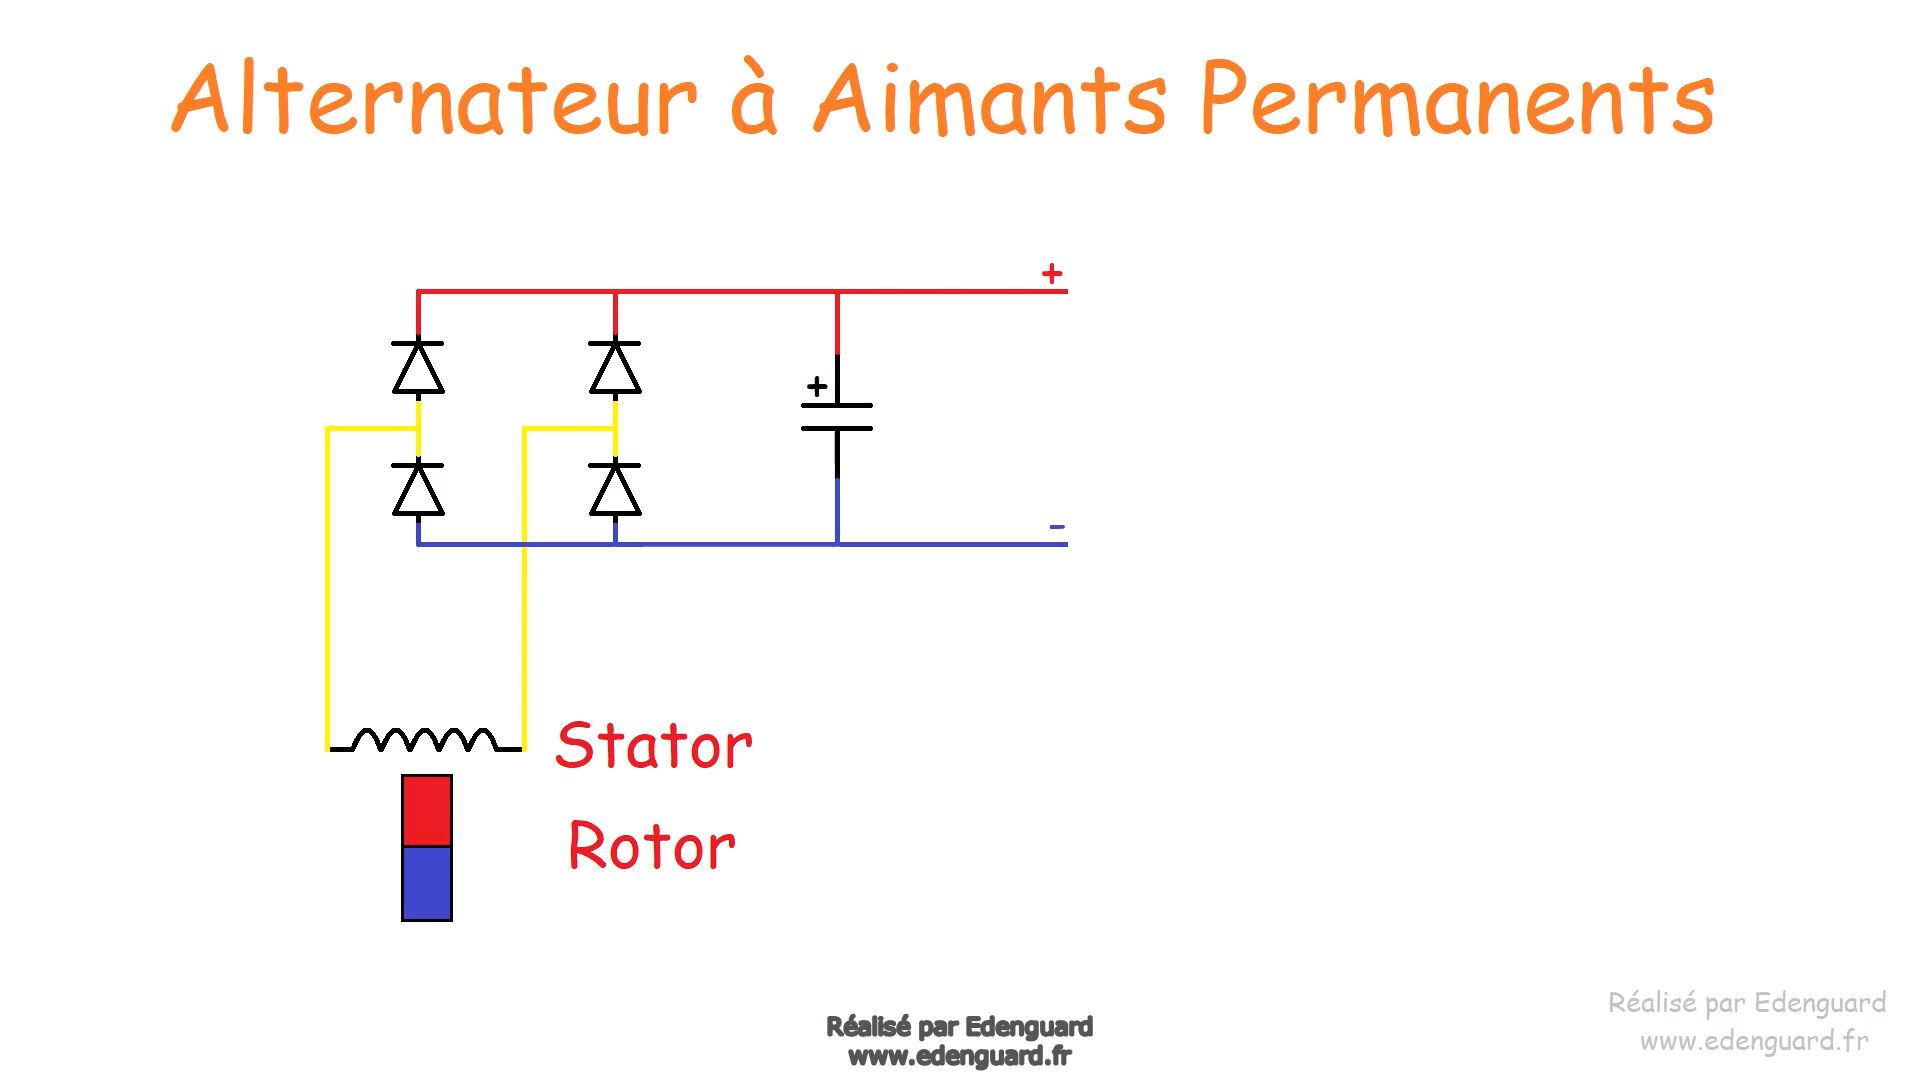 Alternateur à Aimants Permanents
+
+
-
Stator
Rotor
Réalisé par Edenguard
www.edenguard.fr
Réalisé par Edenguard
www.edenguard.fr